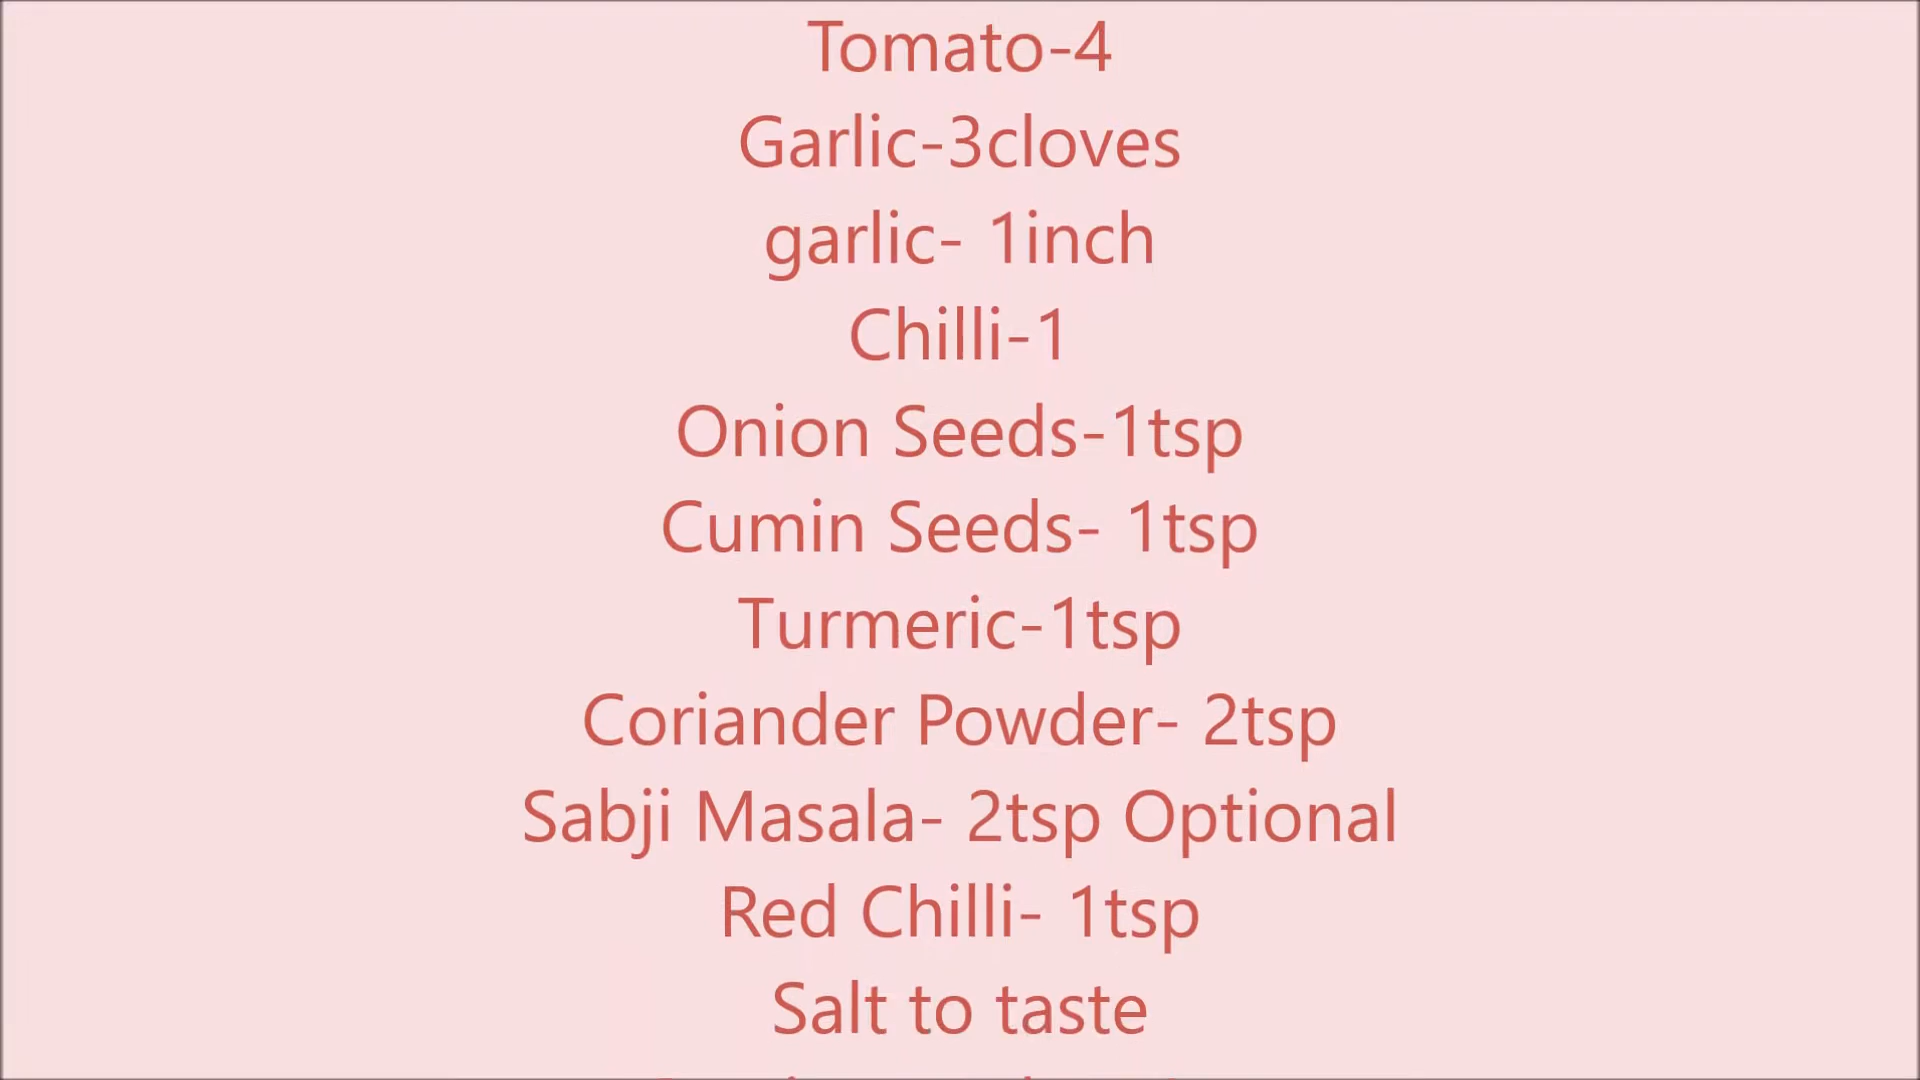 Tomato-4
Garlic-3cloves
garlic- 1inch
Chilli-1
Onion Seeds-1tsp
Cumin Seeds- 1tsp
Turmeric-1tsp
Coriander Powder- 2tsp
Sabji Masala- 2tsp Optional
Red Chilli- 1tsp
Salt to taste